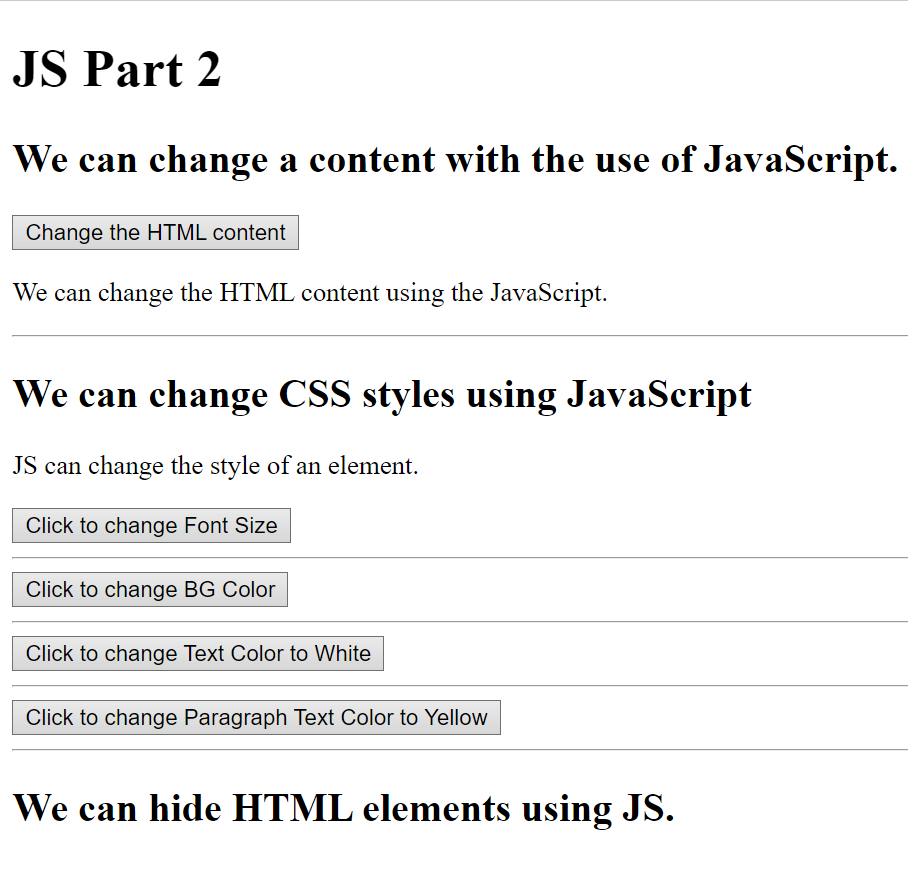 JS Part 2
We can change a content with the use of JavaScript.
Change the HTML content
We can change the HTML content using the JavaScript.
We can change CSS styles using JavaScript
JS can change the style of an element.
Click to change Font Size
Click to change BG Color
Click to change Text Color to White
Click to change Paragraph Text Color to Yellow
We can hide HTML elements using JS.